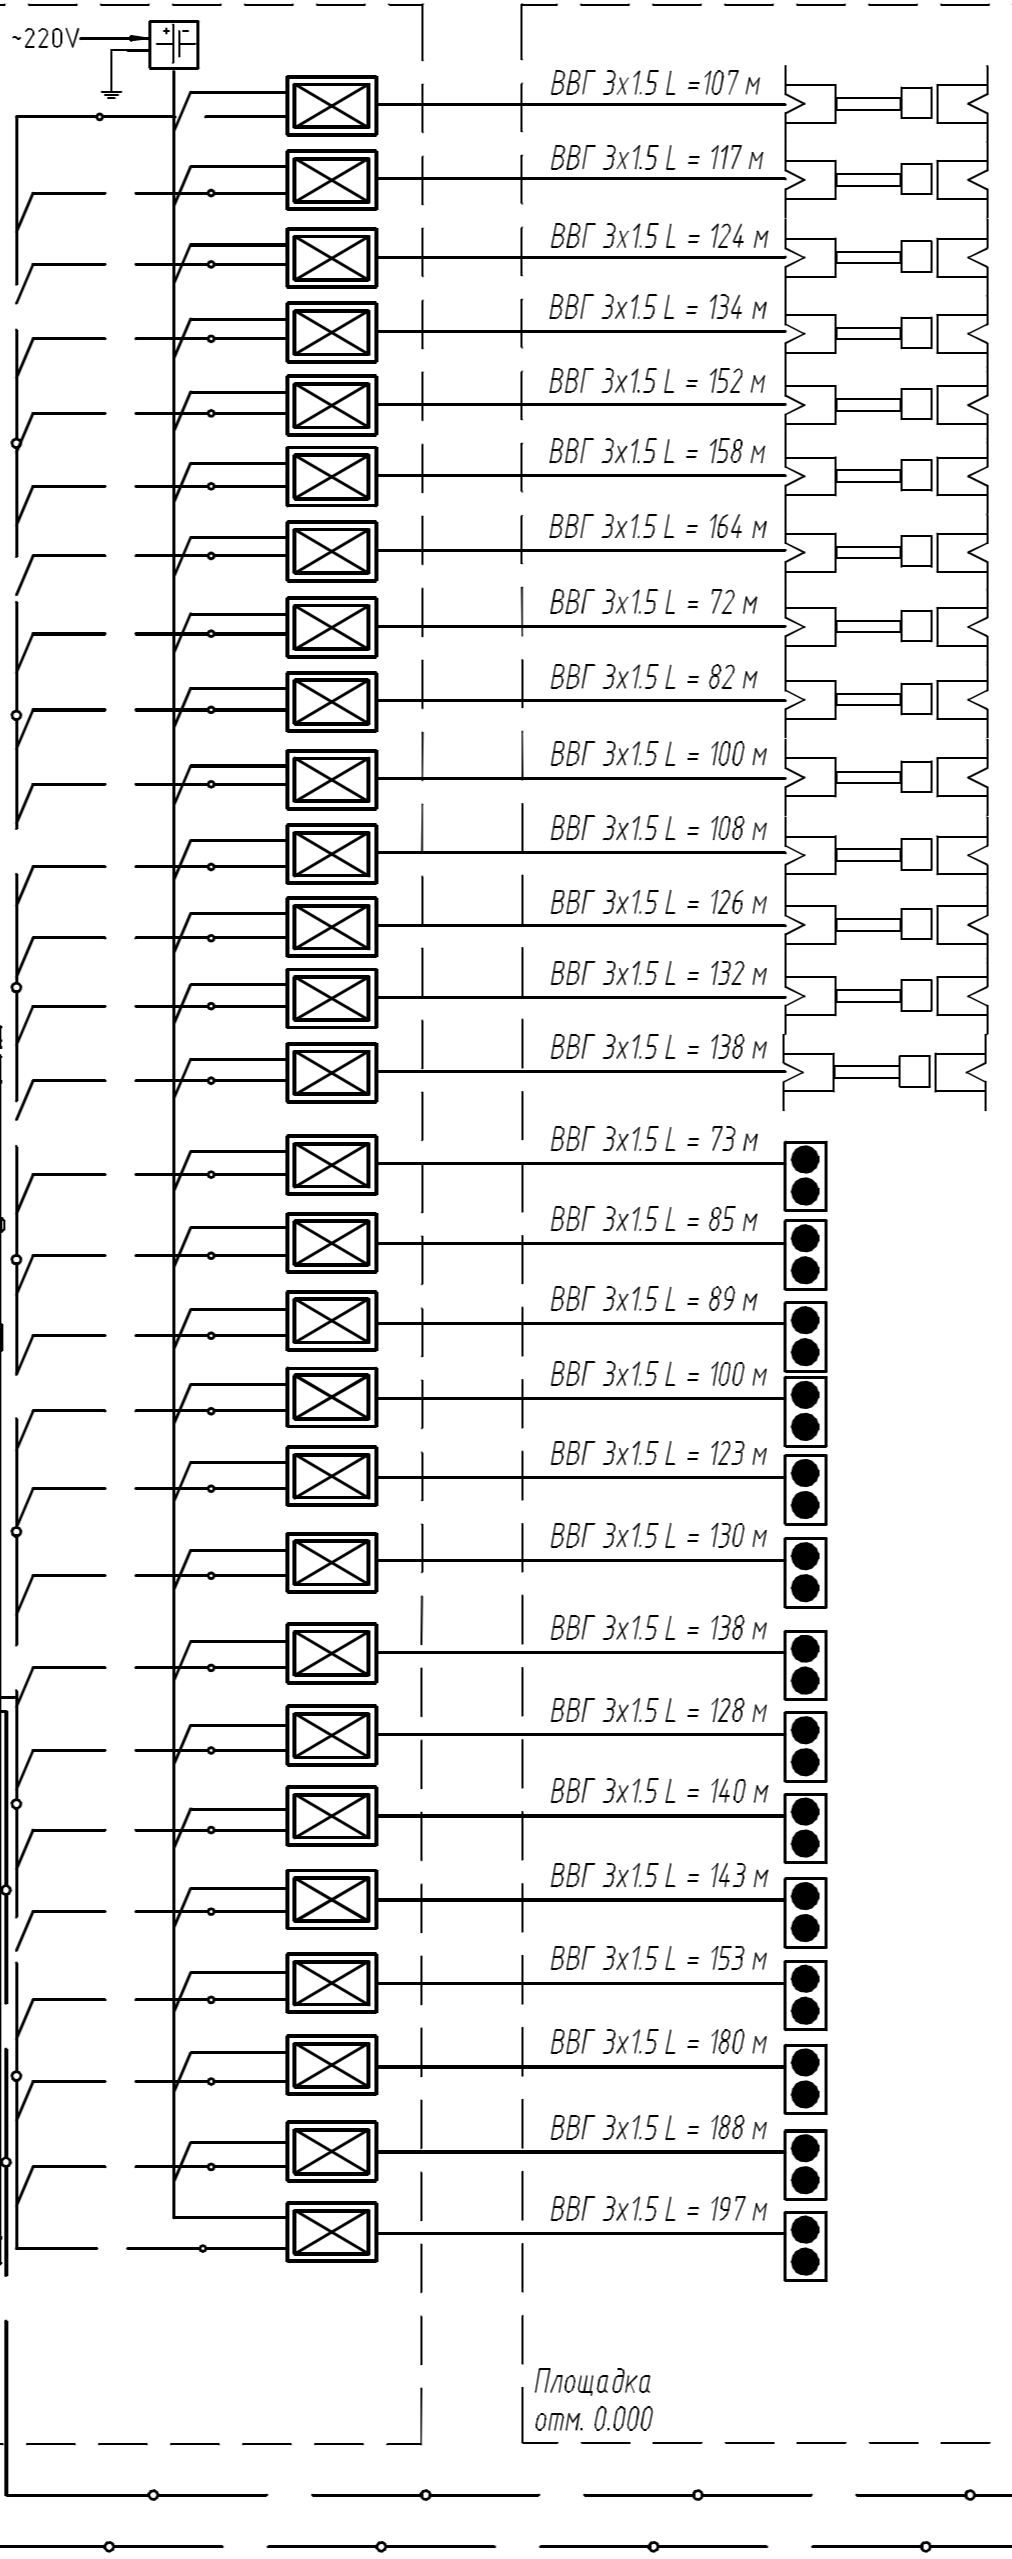 ~220V
ВВГ 3х1.5 L =107 м
ВВГ 3х1.5 L = 117 м
ВВГ 3х1.5 L = 124 м
ВВГ 3х1.5 L = 134 м
ВВГ 3х1.5 L = 152 м
ВВГ 3х1.5 L = 158 м
ВВГ 3х1.5 L = 164 м
ВВГ 3х1.5 L = 72 м
ВВГ 3х1.5 L = 82 м
ВВГ 3х1.5 L = 100 м
ВВГ 3х1.5 L = 108 м
ВВГ 3х1.5 L = 126 м
ВВГ 3х1.5 L = 132 м
ВВГ 3х1.5 L = 138 м
ВВГ 3х1.5 L = 73 м
ВВГ 3х1.5 L = 85 м
ВВГ 3х1.5 L = 89 м
ВВГ 3х1.5 L = 100 м
ВВГ 3х1.5 L = 123 м
ВВГ 3х1.5 L = 130 м
ВВГ 3х1.5 L = 138 м
ВВГ 3х1.5 L = 128 м
ВВГ 3х1.5 L = 140 м
ВВГ 3х1.5 L = 143 м
ВВГ 3х1.5 L = 153 м
ВВГ 3х1.5 L = 180 м
ВВГ 3х1.5 L = 188 м
ВВГ 3х1.5 L = 197 м
Площадка
отм. 0.000